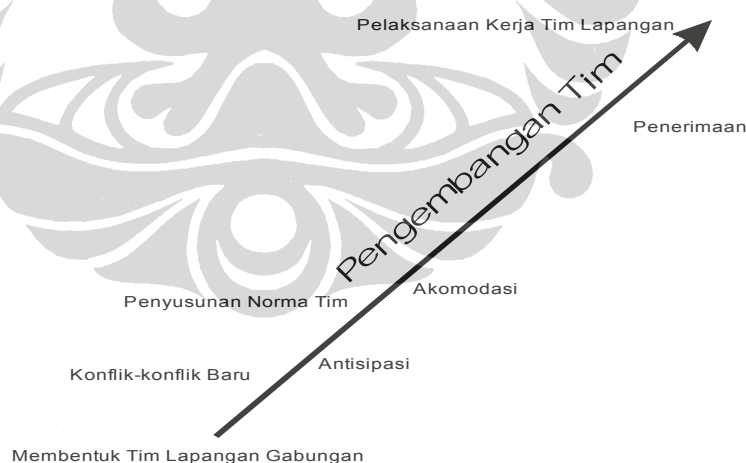 Pelaksanaan Kerja Tim Lapangan
Pengembangan Tim
Penerimaan
Akomodasi
Penyusunan Norma Tim
Antisipasi
Konflik-konflik Baru
Membentuk Tim Lapangan Gabungan